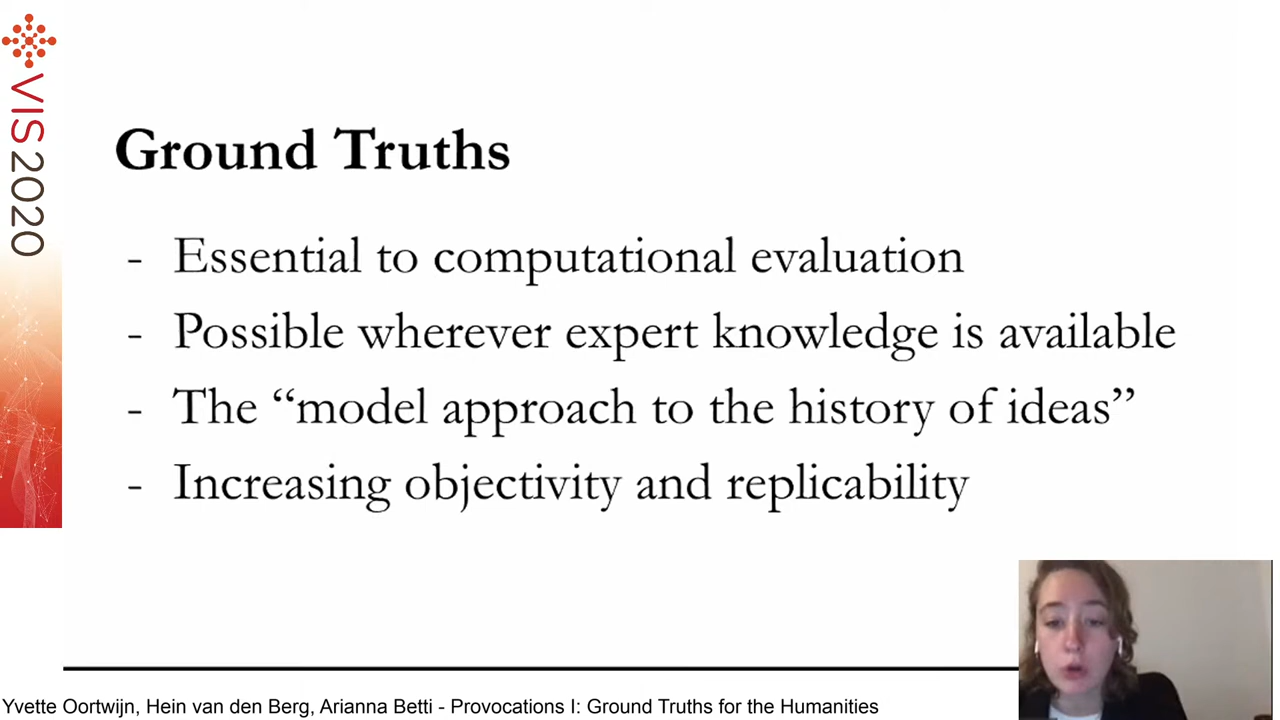 VIS2020
Ground Truths
- Essential to computational evaluation
- Possible wherever expert knowledge is available
- The “model approach to the history of ideas”
- Increasing objectivity and replicability
Yvette Oortwijn, Hein van den Berg, Arianna Betti - Provocations I: Ground Truths for the Humanities